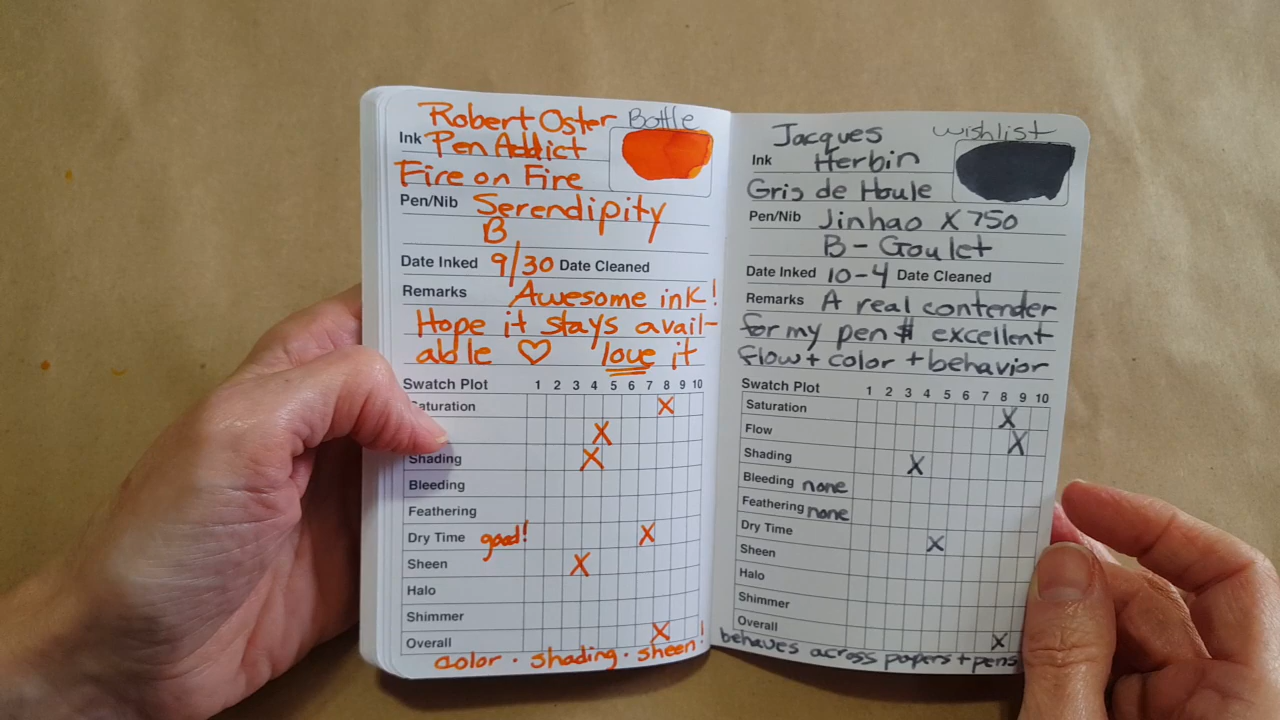 Robert Oster Bottle
Ink Pen Addict
Fire on Fire
Pen/Nib Serendipity
B
Date Inked 9/30 Date Cleaned
Remarks Awesome ink!
Hope it stays avail-
able ♡ love it
Swatch Plot 1 2 3 4 5 6 7 8 9 10
Saturation X
X
Shading X
Bleeding
Feathering
Dry Time good! X
Sheen X
Halo
Shimmer
Overall X
color · shading · sheen!
Jacques wishlist
Ink Herbin
Gris de Houle
Pen/Nib Jinhao X750
B - Goulet
Date Inked 10-4 Date Cleaned
Remarks A real contender
for my pen # excellent
flow + color + behavior
Swatch Plot 1 2 3 4 5 6 7 8 9 10
Saturation X
Flow X
Shading X
Bleeding none
Feathering none
Dry Time X
Sheen
Halo
Shimmer
Overall X
behaves across papers + pens